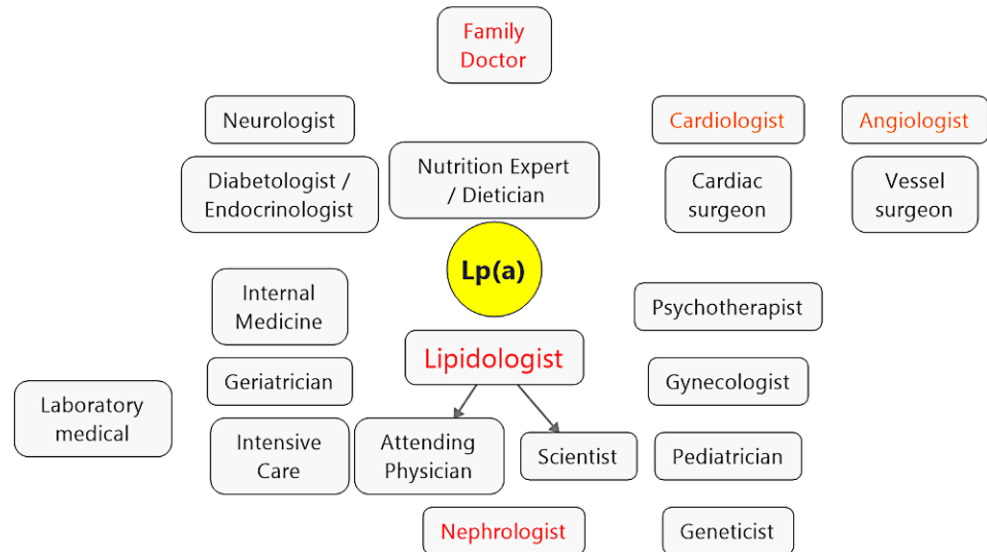 Family
Doctor
Neurologist
Cardiologist
Angiologist
Diabetologist /
Endocrinologist
Nutrition Expert
/ Dietician
Cardiac
surgeon
Vessel
surgeon
Lp(a)
Internal
Medicine
Psychotherapist
Lipidologist
Geriatrician
Gynecologist
Laboratory
medical
Intensive
Care
Attending
Physician
Scientist
Pediatrician
Nephrologist
Geneticist